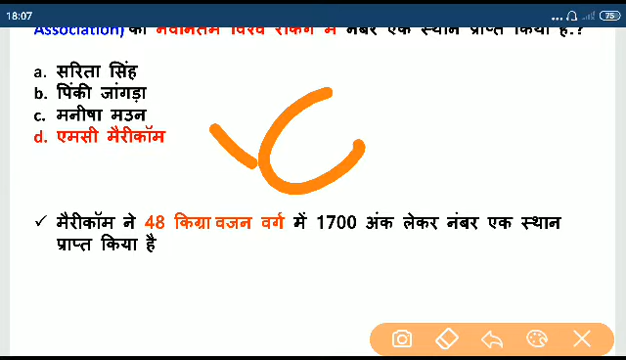 18:07
75
Association) की नवीनतम विश्व रैंकिंग में नंबर एक स्थान प्राप्त किया है.?
a. सरिता सिंह
b. पिंकी जांगड़ा
c. मनीषा मउन
d. एमसी मैरीकॉम
✓ मैरीकॉम ने 48 किग्रा वजन वर्ग में 1700 अंक लेकर नंबर एक स्थान
प्राप्त किया है